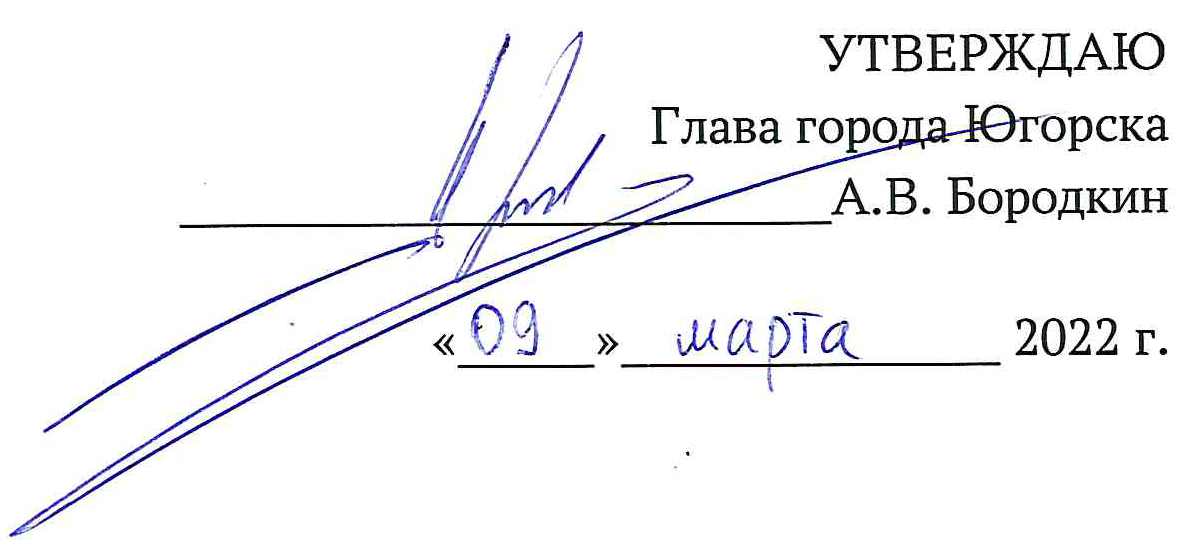 УТВЕРЖДАЮ
Глава города Югорска
А.В. Бородкин
«09» марта 2022 г.